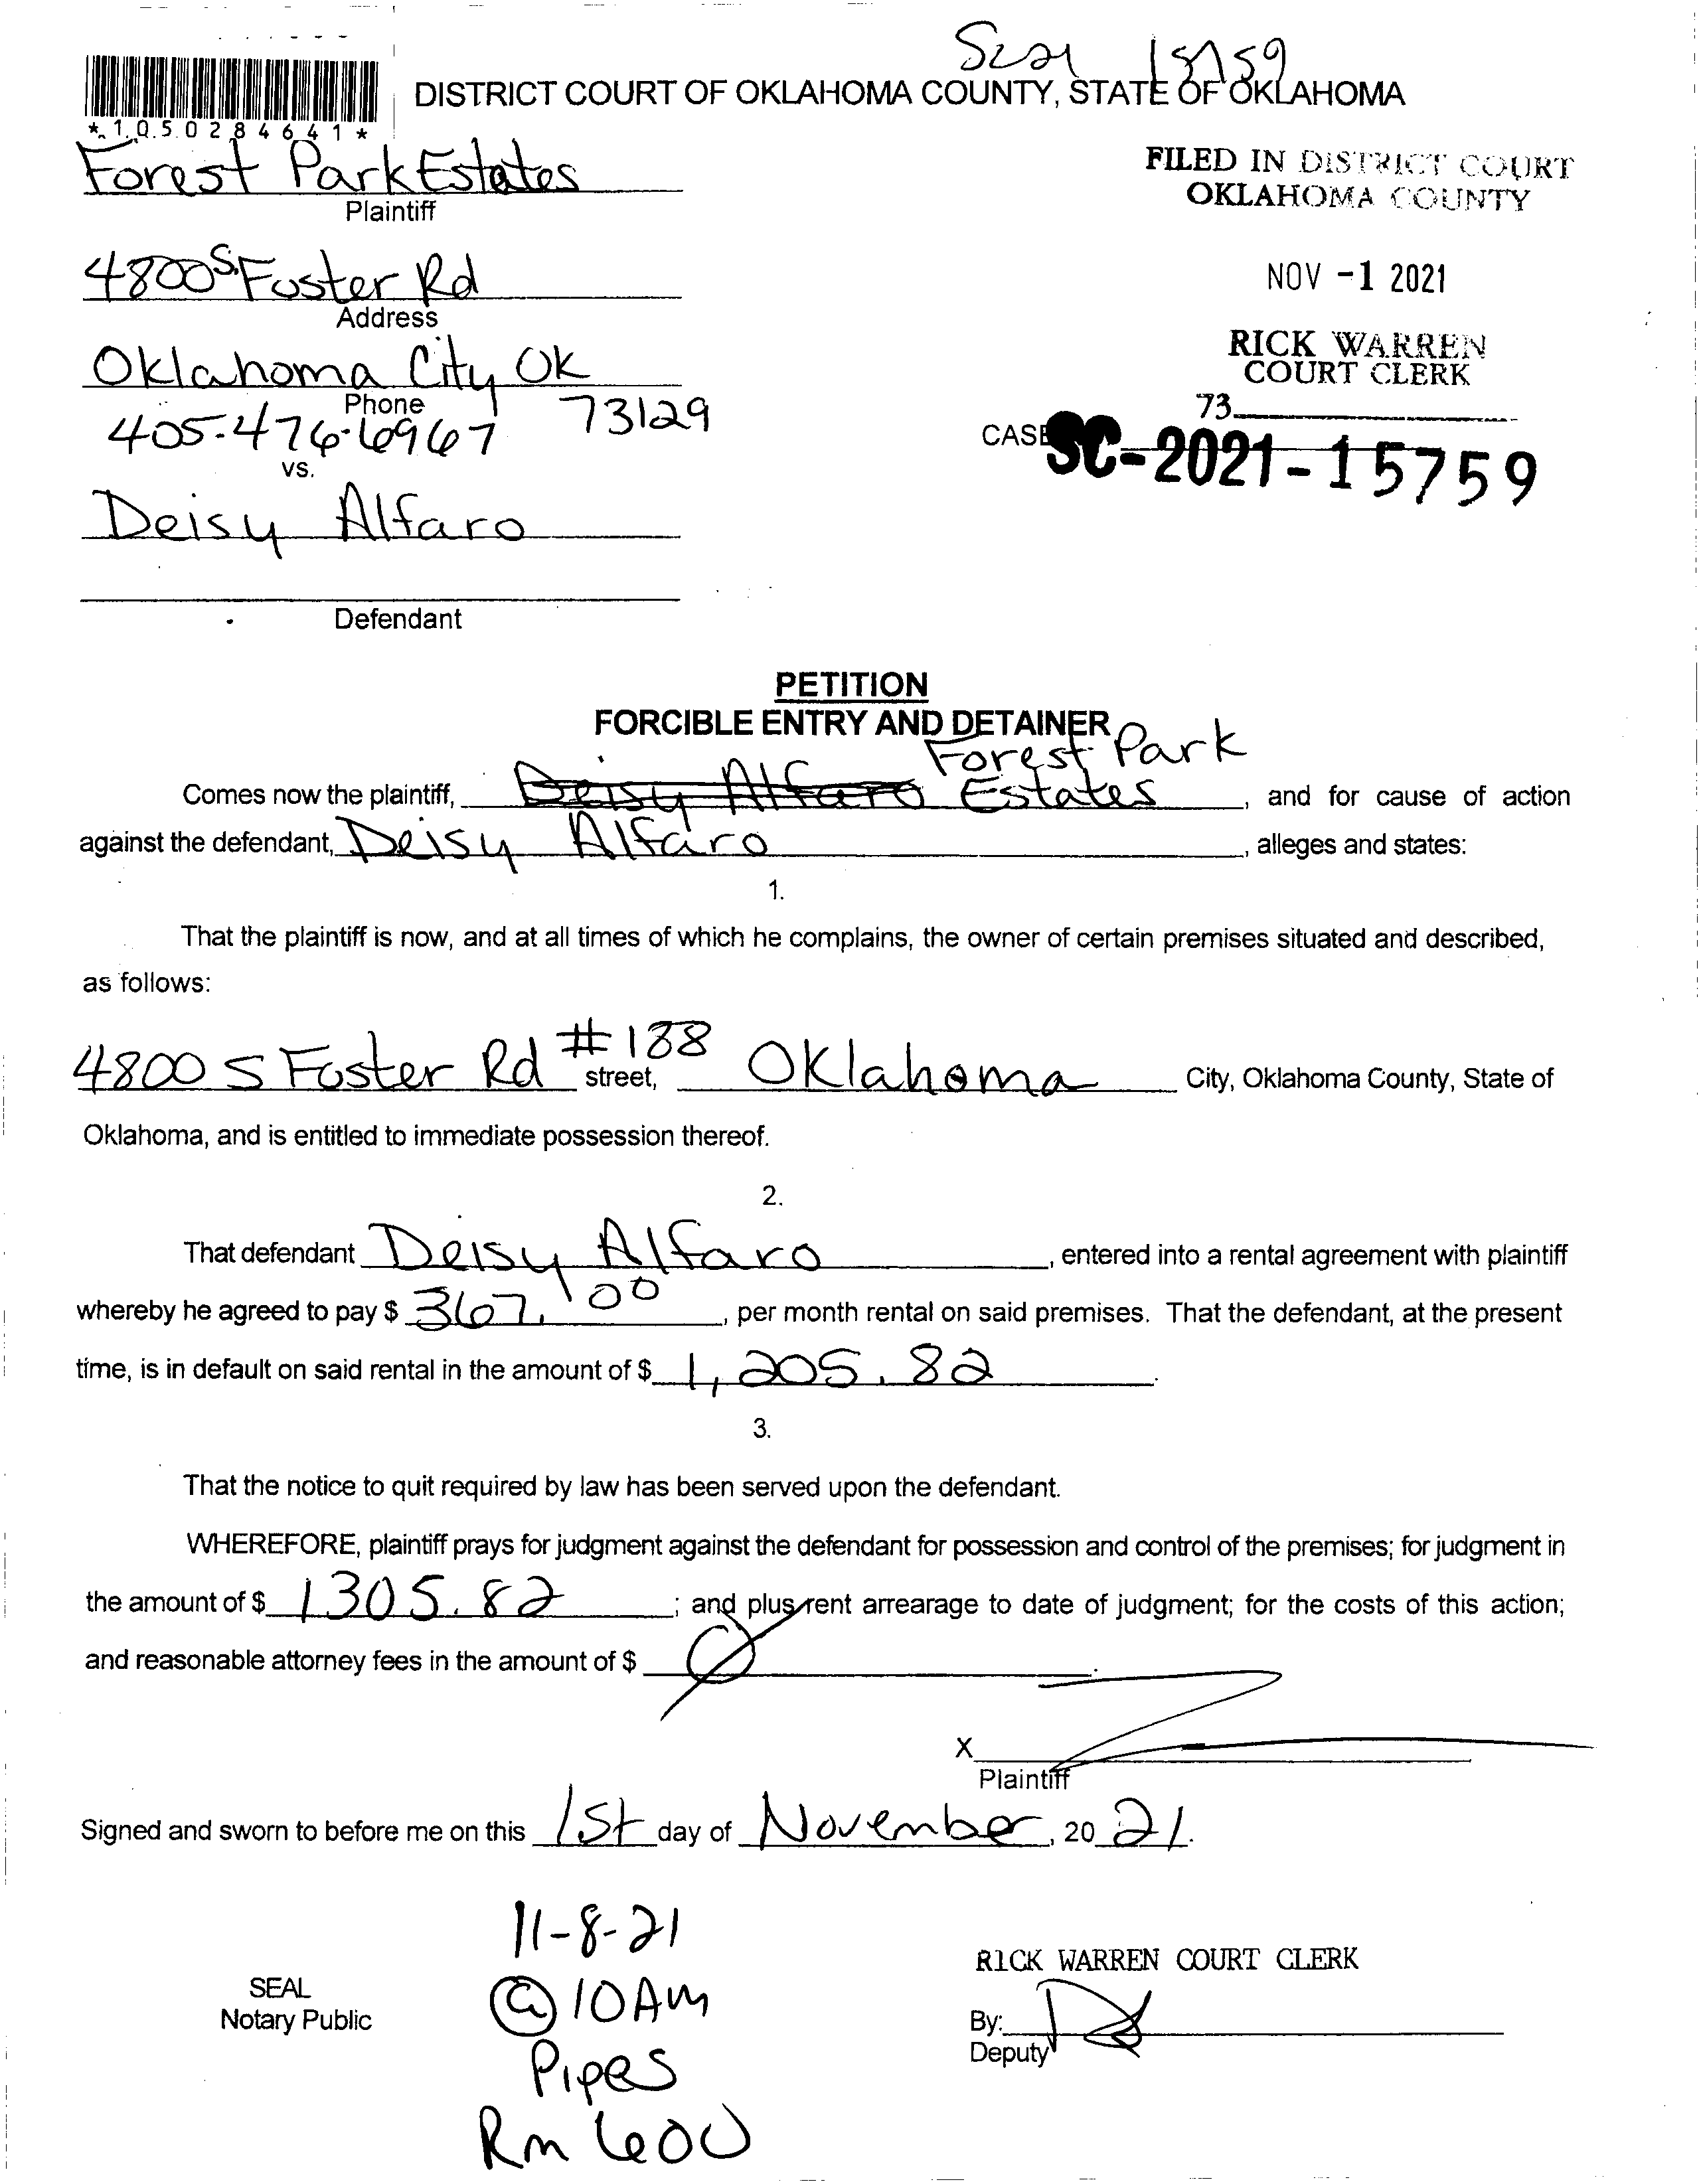 SC21 15759
DISTRICT COURT OF OKLAHOMA COUNTY, STATE OF OKLAHOMA
*1050284641*
Forest Park Estates
Plaintiff
FILED IN DISTRICT COURT
OKLAHOMA COUNTY
4800 S. Foster Rd
Address
NOV -1 2021
RICK WARREN
COURT CLERK
Oklahoma City OK
Phone
405-476-6967 73129
73
CASE SC-2021-15759
vs.
Deisy Alfaro
Defendant
PETITION
FORCIBLE ENTRY AND DETAINER
Forest Park
Comes now the plaintiff, Deisy Alfaro Estates, and for cause of action
against the defendant, Deisy Alfaro, alleges and states:
1.
That the plaintiff is now, and at all times of which he complains, the owner of certain premises situated and described,
as follows:
4800 S Foster Rd #188 street, Oklahoma City, Oklahoma County, State of
Oklahoma, and is entitled to immediate possession thereof.
2.
That defendant Deisy Alfaro, entered into a rental agreement with plaintiff
whereby he agreed to pay $ 367.00, per month rental on said premises. That the defendant, at the present
time, is in default on said rental in the amount of $ 1,205.82.
3.
That the notice to quit required by law has been served upon the defendant.
WHEREFORE, plaintiff prays for judgment against the defendant for possession and control of the premises; for judgment in
the amount of $ 1305.82; and plus rent arrearage to date of judgment; for the costs of this action;
and reasonable attorney fees in the amount of $ Ø.
X
Plaintiff
Signed and sworn to before me on this 1st day of November, 2021.
11-8-21
@ 10AM
Pipes
Rm 600
SEAL
Notary Public
RICK WARREN COURT CLERK
By:
Deputy